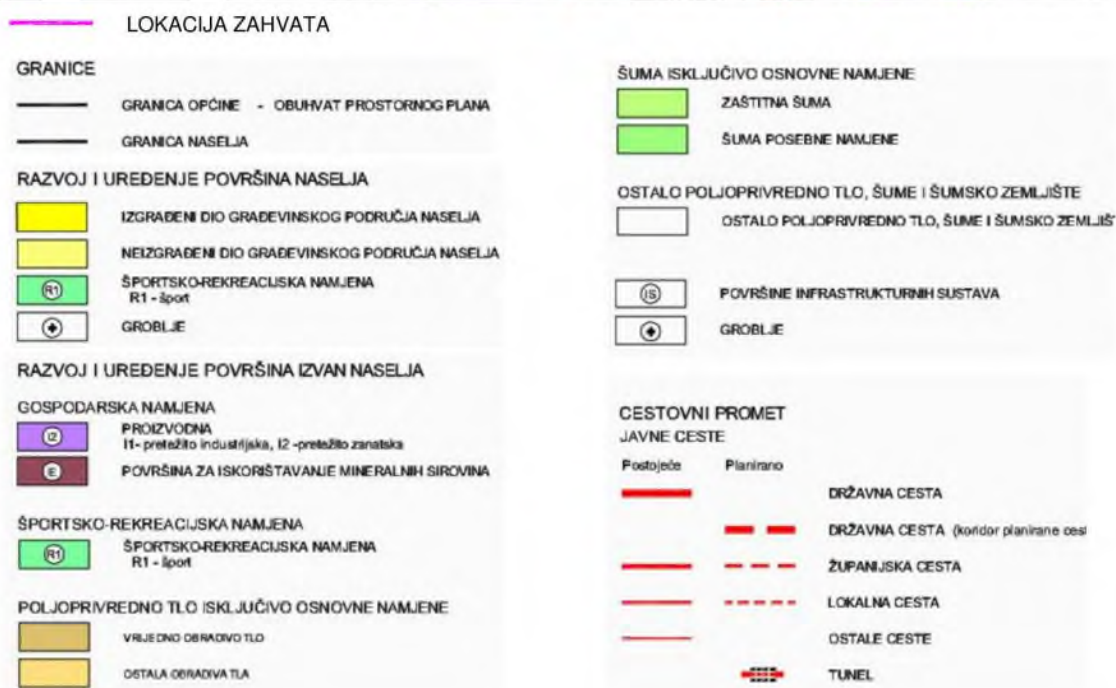 LOKACIJA ZAHVATA
GRANICE
GRANICA OPĆINE - OBUHVAT PROSTORNOG PLANA
GRANICA NASELJA
RAZVOJ I UREĐENJE POVRŠINA NASELJA
IZGRAĐENI DIO GRAĐEVINSKOG PODRUČJA NASELJA
NEIZGRAĐENI DIO GRAĐEVINSKOG PODRUČJA NASELJA
R1
ŠPORTSKO-REKREACIJSKA NAMJENA
R1 - šport
GROBLJE
RAZVOJ I UREĐENJE POVRŠINA IZVAN NASELJA
GOSPODARSKA NAMJENA
I2
PROIZVODNA
I1- pretežito industrijska, I2 -pretežito zanatska
E
POVRŠINA ZA ISKORIŠTAVANJE MINERALNIH SIROVINA
ŠPORTSKO-REKREACIJSKA NAMJENA
R1
ŠPORTSKO-REKREACIJSKA NAMJENA
R1 - šport
POLJOPRIVREDNO TLO ISKLJUČIVO OSNOVNE NAMJENE
VRIJEDNO OBRADIVO TLO
OSTALA OBRADIVA TLA
ŠUMA ISKLJUČIVO OSNOVNE NAMJENE
ZAŠTITNA ŠUMA
ŠUMA POSEBNE NAMJENE
OSTALO POLJOPRIVREDNO TLO, ŠUME I ŠUMSKO ZEMLJIŠTE
OSTALO POLJOPRIVREDNO TLO, ŠUME I ŠUMSKO ZEMLJIŠT
IS
POVRŠINE INFRASTRUKTURNIH SUSTAVA
GROBLJE
CESTOVNI PROMET
JAVNE CESTE
Postojeće Planirano
DRŽAVNA CESTA
DRŽAVNA CESTA (koridor planirane cest
ŽUPANIJSKA CESTA
LOKALNA CESTA
OSTALE CESTE
TUNEL